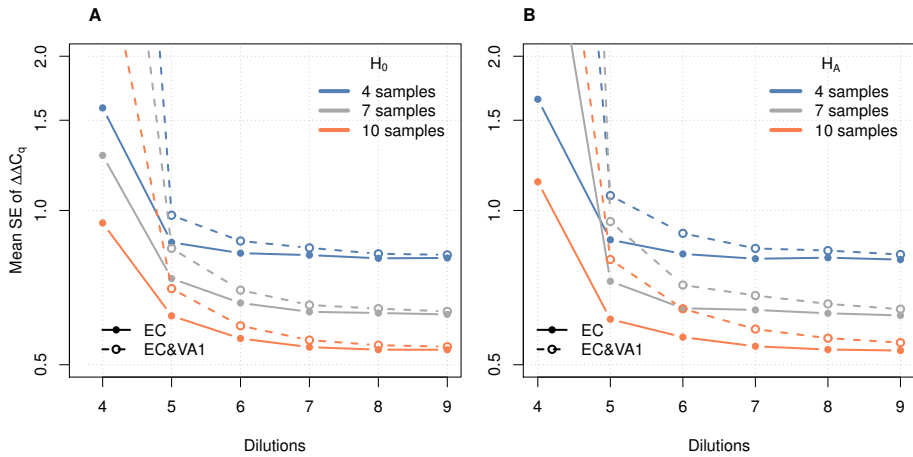 A
B
Mean SE of ΔΔCq
2.0
1.5
1.0
0.5
H0
4 samples
7 samples
10 samples
EC
EC&VA1
4 5 6 7 8 9
Dilutions
HA
4 samples
7 samples
10 samples
EC
EC&VA1
2.0
1.5
1.0
0.5
4 5 6 7 8 9
Dilutions